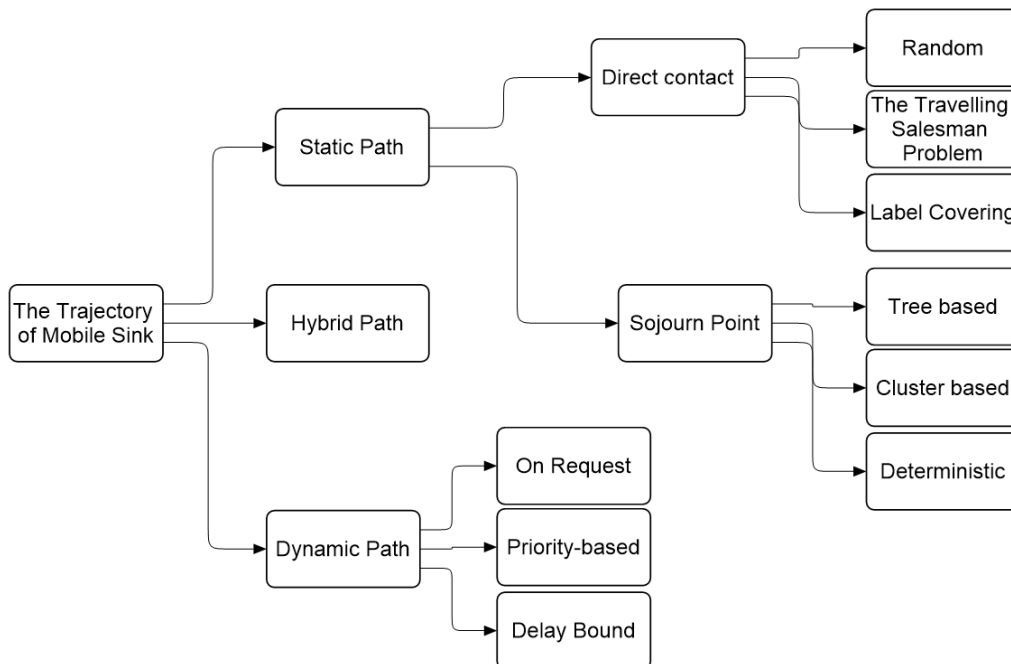 Random
Direct contact
The Travelling
Salesman
Problem
Static Path
Label Covering
The Trajectory
of Mobile Sink
Hybrid Path
Sojourn Point
Tree based
Cluster based
On Request
Deterministic
Dynamic Path
Priority-based
Delay Bound